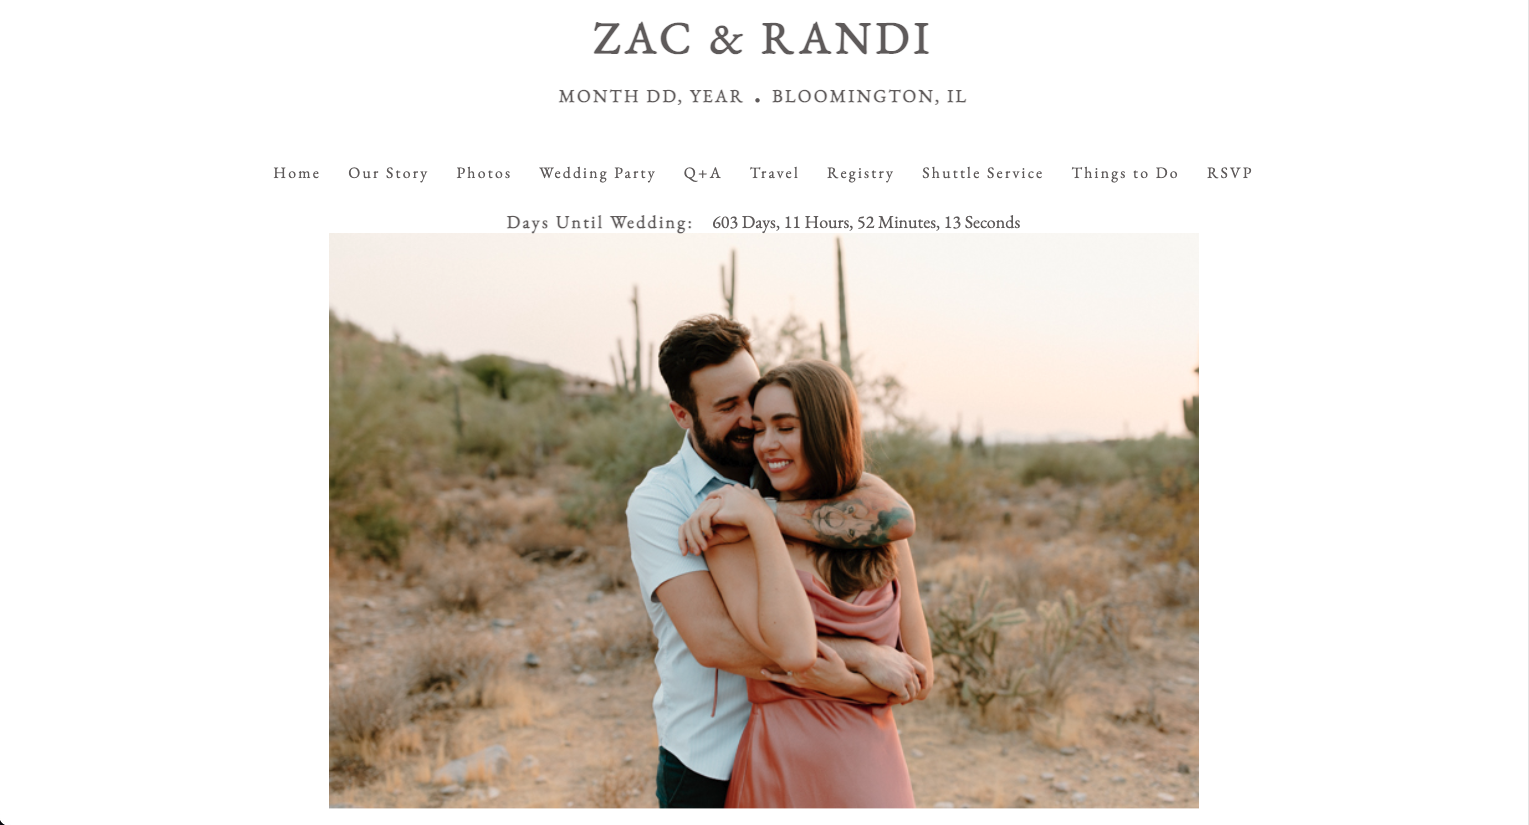 ZAC & RANDI
MONTH DD, YEAR . BLOOMINGTON, IL
Home Our Story Photos Wedding Party Q+A Travel Registry Shuttle Service Things to Do RSVP
Days Until Wedding: 603 Days, 11 Hours, 52 Minutes, 13 Seconds